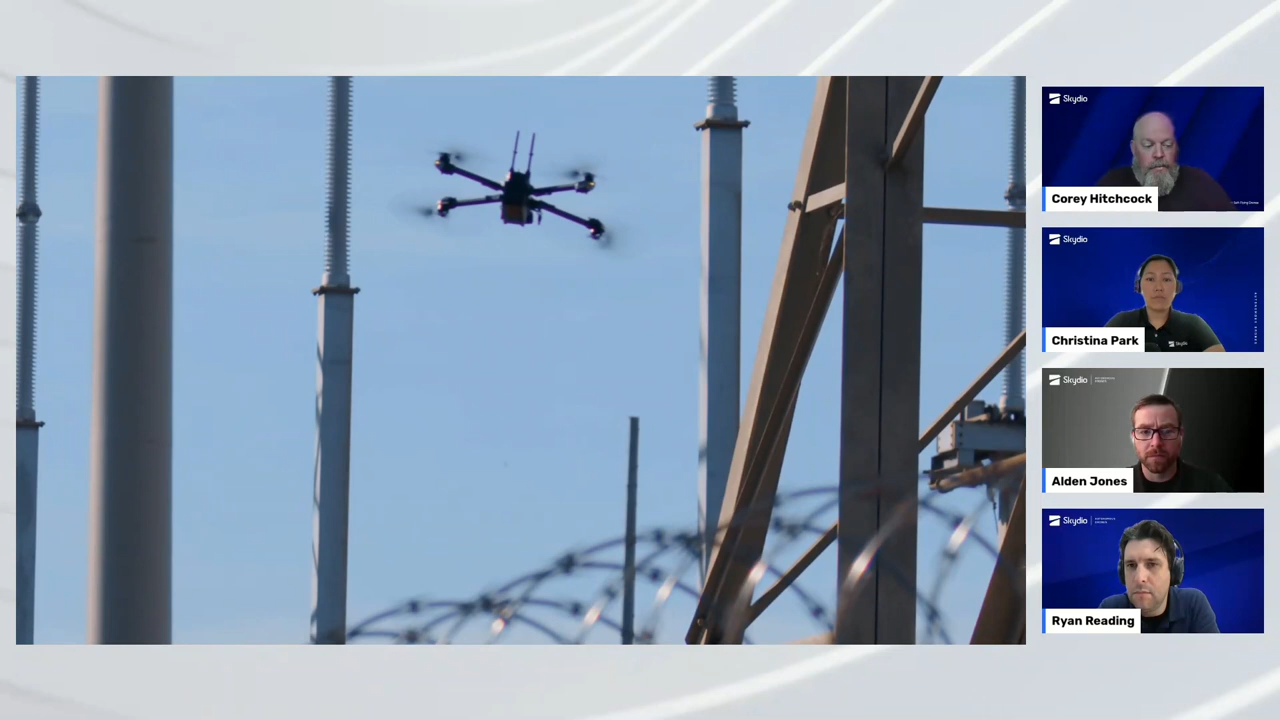 Skydio
Corey Hitchcock
Skydio
Christina Park
Skydio
Alden Jones
Skydio
Ryan Reading